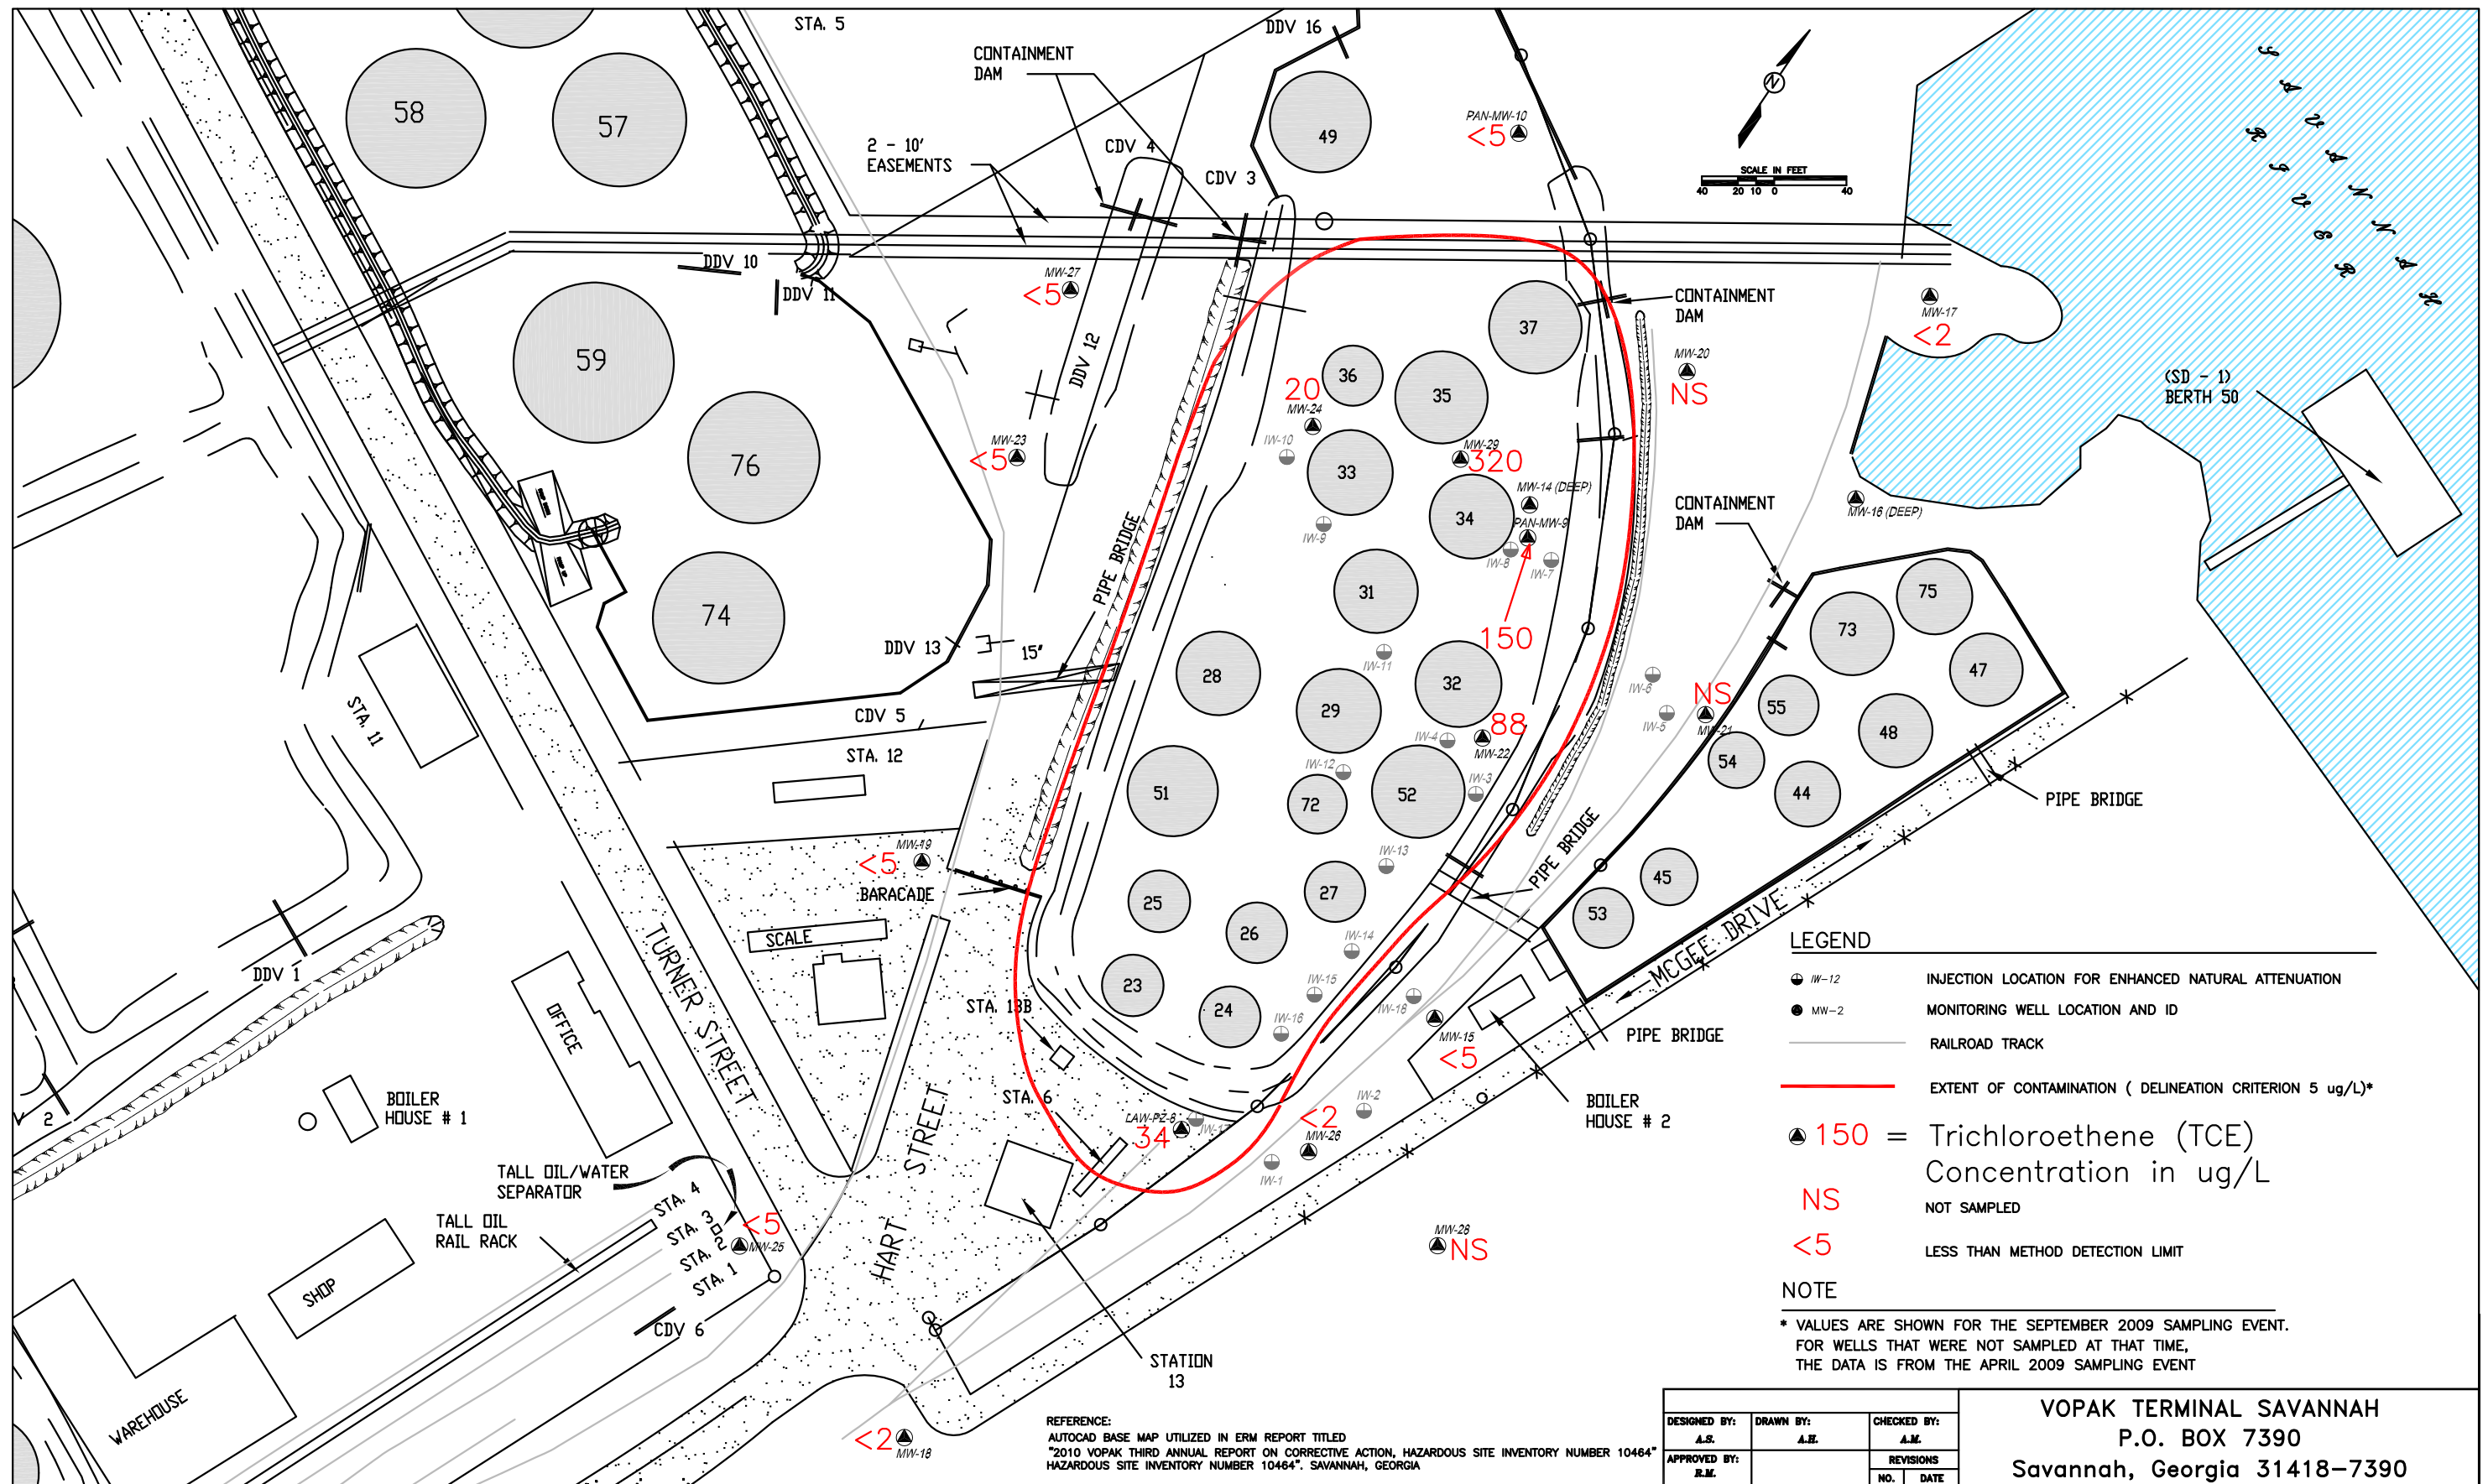 STA. 5
CONTAINMENT
DAM
DDV 16
2 - 10'
EASEMENTS
CDV 4
CDV 3
58
57
49
PAN-MW-10
<5
N
SCALE IN FEET
40 20 10 0 40
SAVANNAH
RIVER
DDV 10
DDV 11
MW-27
<5
DDV 12
CONTAINMENT
DAM
MW-17
<2
MW-20
NS
(SD - 1)
BERTH 50
59
76
74
37
36
35
20
MW-24
IW-10
33
MW-29
320
MW-23
<5
MW-14 (DEEP)
34
PAN-MW-9
IW-8
IW-7
IW-9
150
CONTAINMENT
DAM
MW-16 (DEEP)
PIPE BRIDGE
31
IW-11
DDV 13
15"
28
29
32
88
MW-22
IW-4
IW-3
IW-12
IW-6
IW-5
NS
MW-21
75
73
47
55
48
54
44
45
53
PIPE BRIDGE
CDV 5
STA. 12
STA. 11
51
72
52
IW-13
PIPE BRIDGE
MW-19
<5
BARACADE
SCALE
25
27
26
IW-14
23
24
IW-15
IW-16
IW-18
MW-15
<5
MCGEE DRIVE
PIPE BRIDGE
BOILER
HOUSE # 2
DDV 1
OFFICE
TURNER STREET
STA. 13B
STA. 6
LAW-PZ-6
34
IW-17
<2
MW-26
IW-2
IW-1
MW-28
NS
V 2
BOILER
HOUSE # 1
TALL OIL/WATER
SEPARATOR
TALL OIL
RAIL RACK
STA. 4
STA. 3
STA. 2
STA. 1
<5
MW-25
HART STREET
SHOP
WAREHOUSE
CDV 6
STATION
13
<2
MW-18
LEGEND
IW-12 INJECTION LOCATION FOR ENHANCED NATURAL ATTENUATION
MW-2 MONITORING WELL LOCATION AND ID
RAILROAD TRACK
EXTENT OF CONTAMINATION ( DELINEATION CRITERION 5 ug/L)*
150 = Trichloroethene (TCE)
Concentration in ug/L
NS NOT SAMPLED
<5 LESS THAN METHOD DETECTION LIMIT
NOTE
* VALUES ARE SHOWN FOR THE SEPTEMBER 2009 SAMPLING EVENT.
FOR WELLS THAT WERE NOT SAMPLED AT THAT TIME,
THE DATA IS FROM THE APRIL 2009 SAMPLING EVENT
REFERENCE:
AUTOCAD BASE MAP UTILIZED IN ERM REPORT TITLED
"2010 VOPAK THIRD ANNUAL REPORT ON CORRECTIVE ACTION, HAZARDOUS SITE INVENTORY NUMBER 10464"
HAZARDOUS SITE INVENTORY NUMBER 10464". SAVANNAH, GEORGIA
DESIGNED BY: DRAWN BY: CHECKED BY:
A.S. A.H. A.M.
APPROVED BY: REVISIONS
R.M. NO. DATE
VOPAK TERMINAL SAVANNAH
P.O. BOX 7390
Savannah, Georgia 31418-7390